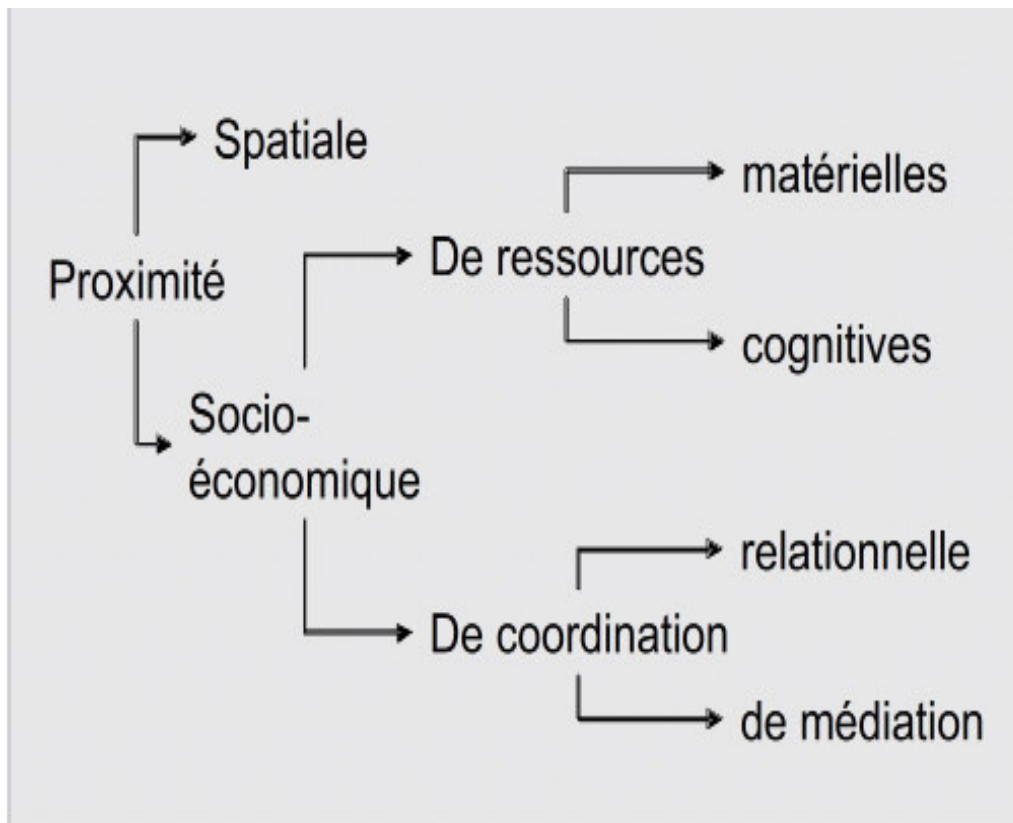 Spatiale
matérielles
De ressources
Proximité
cognitives
Socio-
économique
relationnelle
De coordination
de médiation